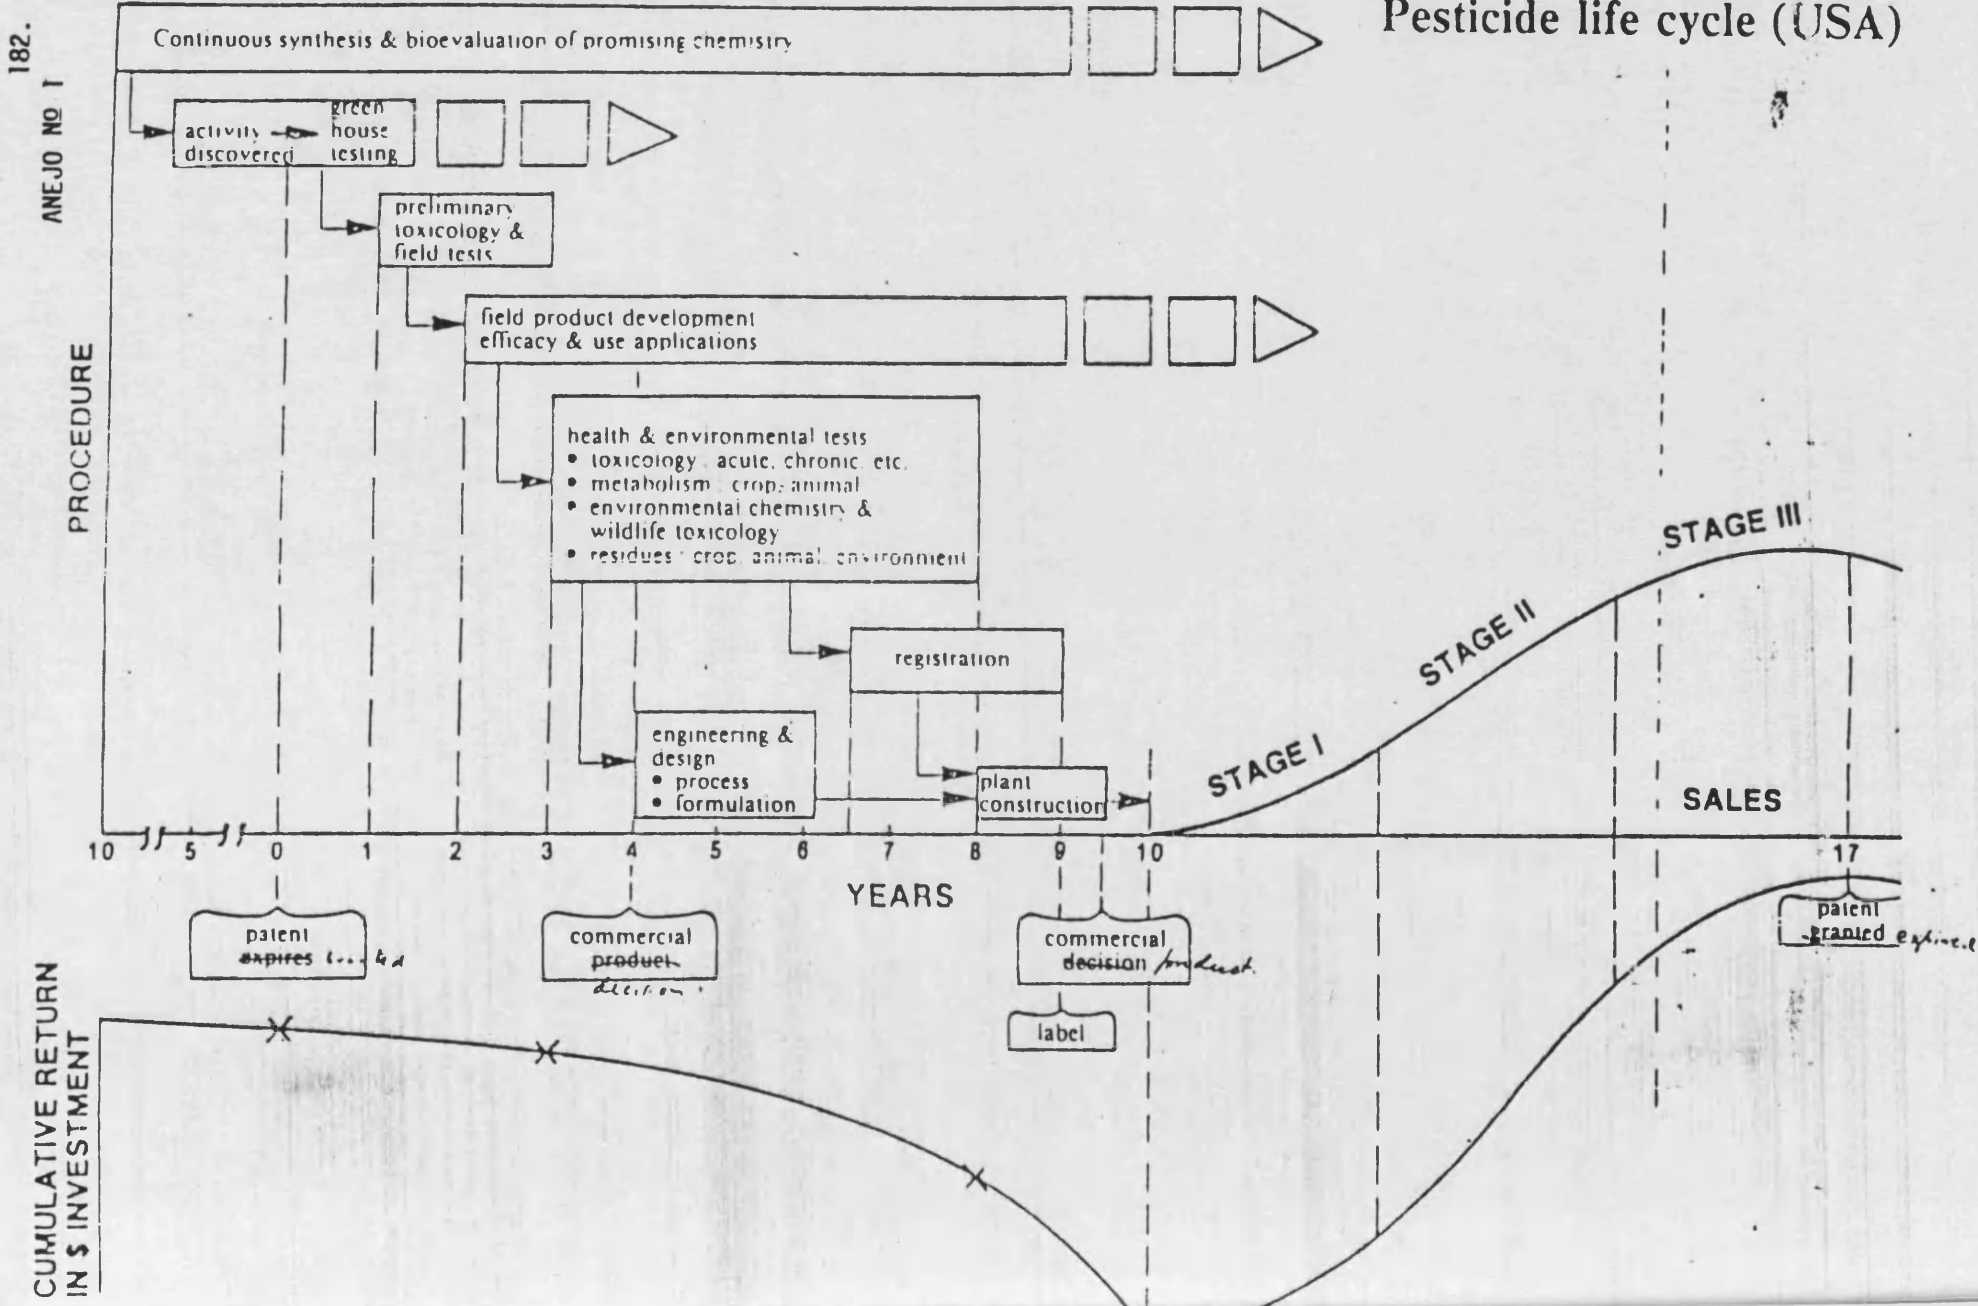 182.
ANEJO Nº 1
Pesticide life cycle (USA)
Continuous synthesis & bioevaluation of promising chemistry
activity
discovered
green
house
testing
preliminary
toxicology &
field tests
PROCEDURE
field product development
efficacy & use applications
health & environmental tests
• toxicology: acute, chronic, etc.
• metabolism: crop, animal
• environmental chemistry &
wildlife toxicology
• residues: crop, animal, environment
registration
engineering &
design
• process
• formulation
plant
construction
STAGE I
STAGE II
STAGE III
SALES
10 5 0 1 2 3 4 5 6 7 8 9 10 17
YEARS
patent
expires
commercial
product
decision
commercial
decision product
label
patent
granted expired
CUMULATIVE RETURN
IN $ INVESTMENT